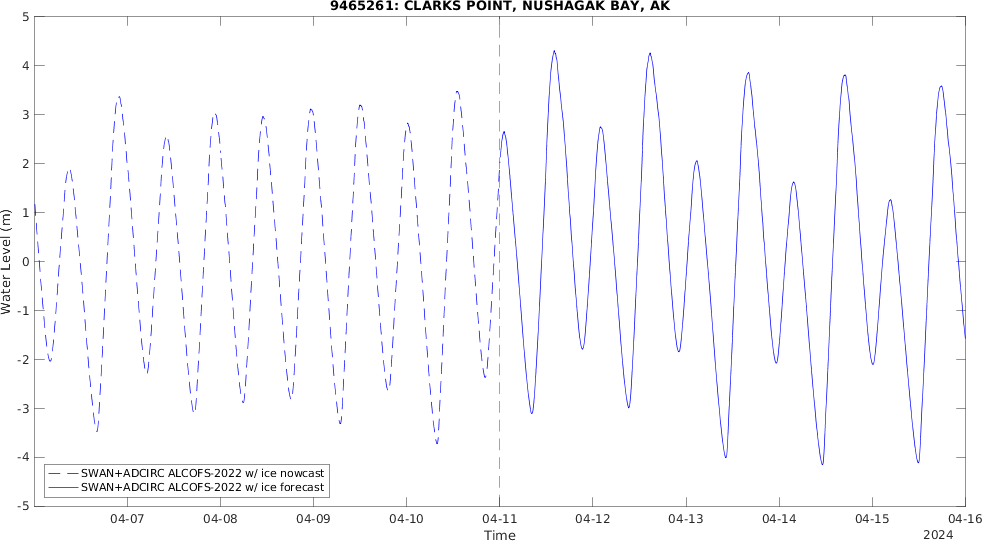 9465261: CLARKS POINT, NUSHAGAK BAY, AK
5
4
3
2
1
0
-1
-2
-3
-4
-5
Water Level (m)
SWAN+ADCIRC ALCOFS-2022 w/ ice nowcast
SWAN+ADCIRC ALCOFS-2022 w/ ice forecast
04-07 04-08 04-09 04-10 04-11 04-12 04-13 04-14 04-15 04-16
Time
2024